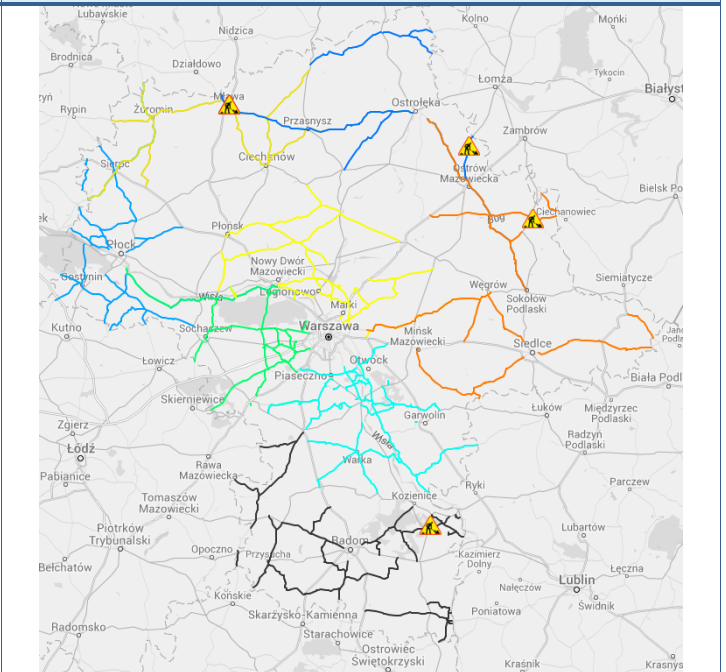 Lubawskie
Kolno
Mońki
Nidzica
Brodnica
Działdowo
Łomża
Tykocin
Białyst
zyń
Rypin
Żuromin
Mława
Ostrołęka
Przasnysz
Zambrów
Sierpc
Ciechanów
Ostrów
Mazowiecka
Bielsk Po
Ciechanowiec
ek
Płońsk
Płock
Nowy Dwór
Mazowiecki
Gostynin
Wisła
Legionowo
Węgrów
Siemiatycze
Marki
Sokołów
Podlaski
Kutno
Sochaczew
Warszawa
Mińsk
Mazowiecki
Siedlce
Łowicz
Otwock
Piaseczno
Biała Podl
Skierniewice
Garwolin
Łuków
Międzyrzec
Podlaski
Zgierz
Łódź
Wisła
Radzyń
Podlaski
Rawa
Mazowiecka
Warka
Pabianice
Ryki
Parczew
Tomaszów
Mazowiecki
Kozienice
Piotrków
Trybunalski
Radom
Lubartów
Opoczno
Przysucha
Kazimierz
Dolny
Bełchatów
Łęczna
Lublin
Nałęczów
Końskie
Świdnik
Skarżysko-Kamienna
Poniatowa
Radomsko
Starachowice
Ostrowiec
Świętokrzyski
Kraśnik
Krasnys